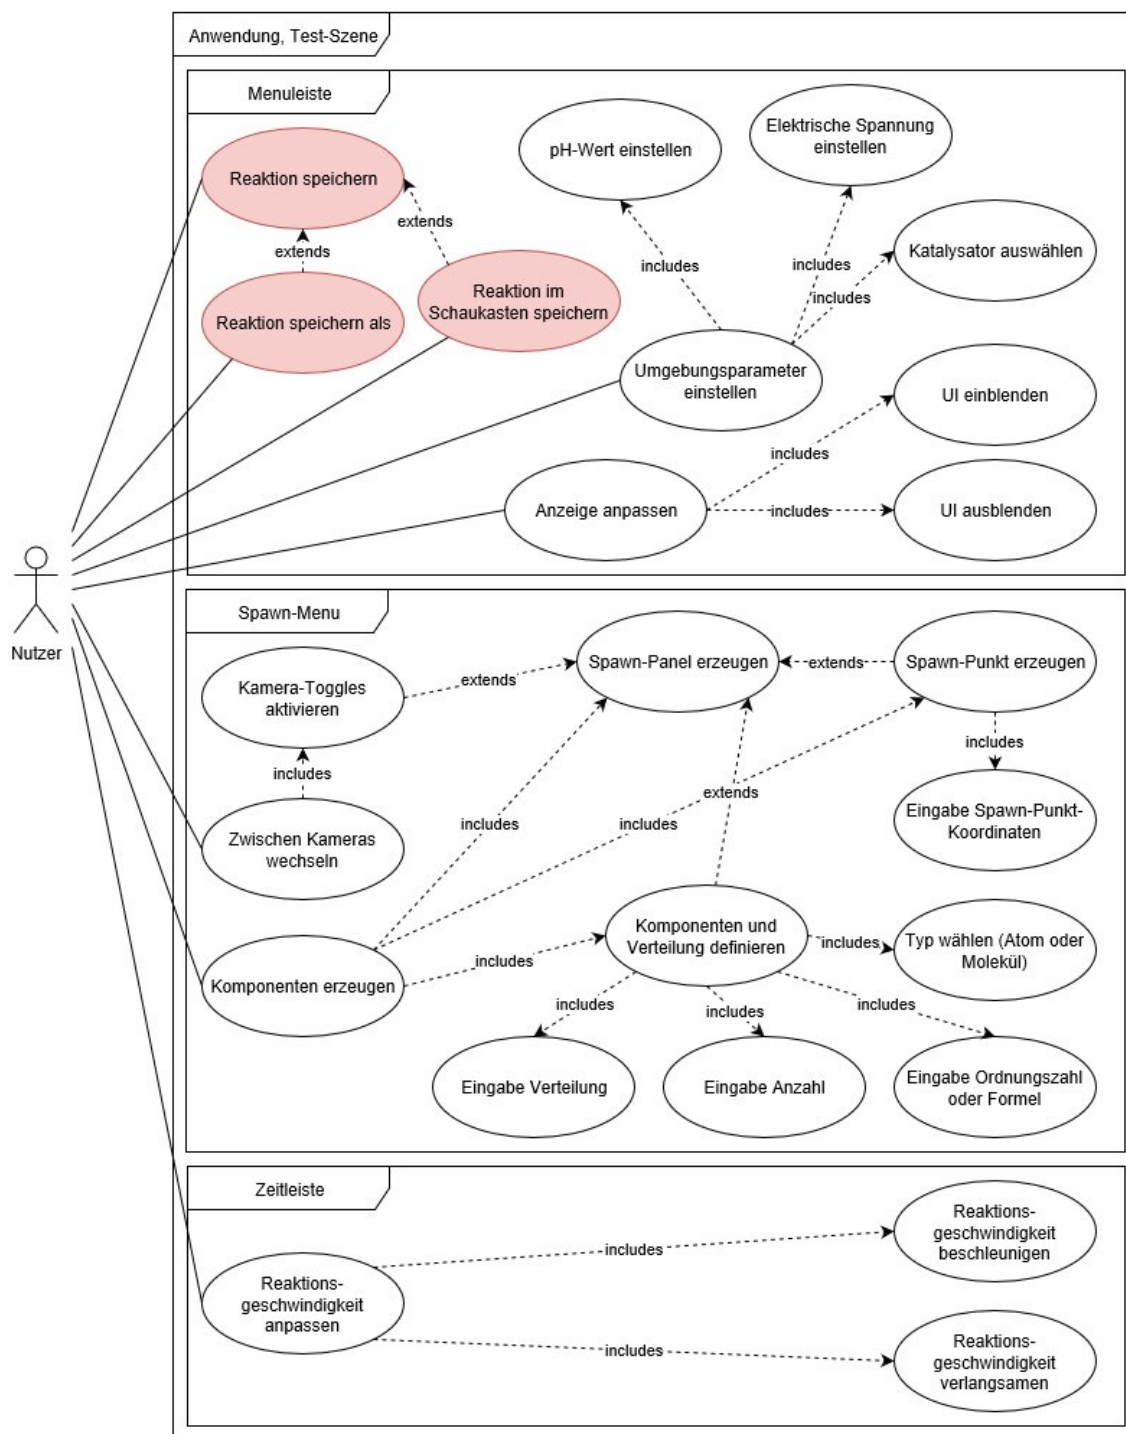 Anwendung, Test-Szene
Menuleiste
Elektrische Spannung
einstellen
pH-Wert einstellen
Reaktion speichern
extends
extends
Katalysator auswählen
includes
includes
includes
Reaktion im
Schaukasten speichern
Reaktion speichern als
Umgebungsparameter
einstellen
UI einblenden
includes
Anzeige anpassen
includes
UI ausblenden
Nutzer
Spawn-Menu
Spawn-Panel erzeugen
extends
Spawn-Punkt erzeugen
Kamera-Toggles
aktivieren
extends
includes
includes
extends
Eingabe Spawn-Punkt-
Koordinaten
Zwischen Kameras
wechseln
includes
includes
Komponenten und
Verteilung definieren
includes
Typ wählen (Atom oder
Molekül)
Komponenten erzeugen
includes
includes
includes
includes
Eingabe Verteilung
Eingabe Anzahl
Eingabe Ordnungszahl
oder Formel
Zeitleiste
Reaktions-
geschwindigkeit
beschleunigen
includes
Reaktions-
geschwindigkeit
anpassen
includes
Reaktions-
geschwindigkeit
verlangsamen